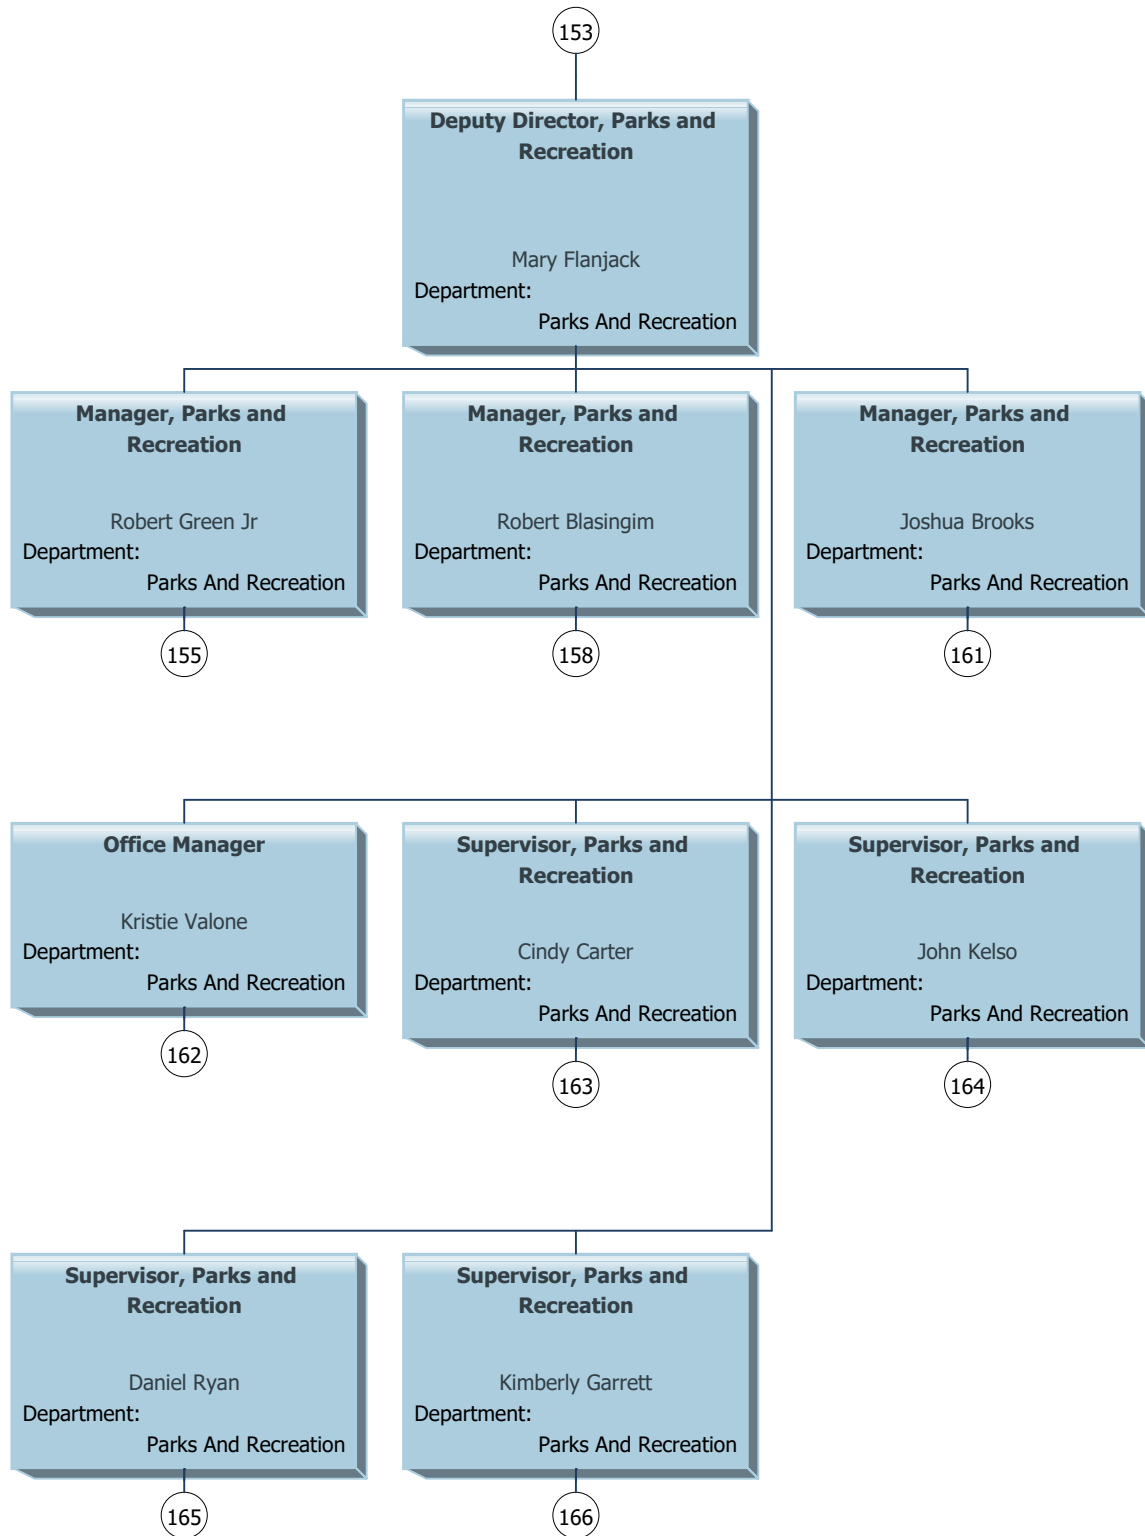 153
Deputy Director, Parks and
Recreation
Mary Flanjack
Department:
Parks And Recreation
Manager, Parks and
Recreation
Robert Green Jr
Department:
Parks And Recreation
155
Manager, Parks and
Recreation
Robert Blasingim
Department:
Parks And Recreation
158
Manager, Parks and
Recreation
Joshua Brooks
Department:
Parks And Recreation
161
Office Manager
Kristie Valone
Department:
Parks And Recreation
162
Supervisor, Parks and
Recreation
Cindy Carter
Department:
Parks And Recreation
163
Supervisor, Parks and
Recreation
John Kelso
Department:
Parks And Recreation
164
Supervisor, Parks and
Recreation
Daniel Ryan
Department:
Parks And Recreation
165
Supervisor, Parks and
Recreation
Kimberly Garrett
Department:
Parks And Recreation
166